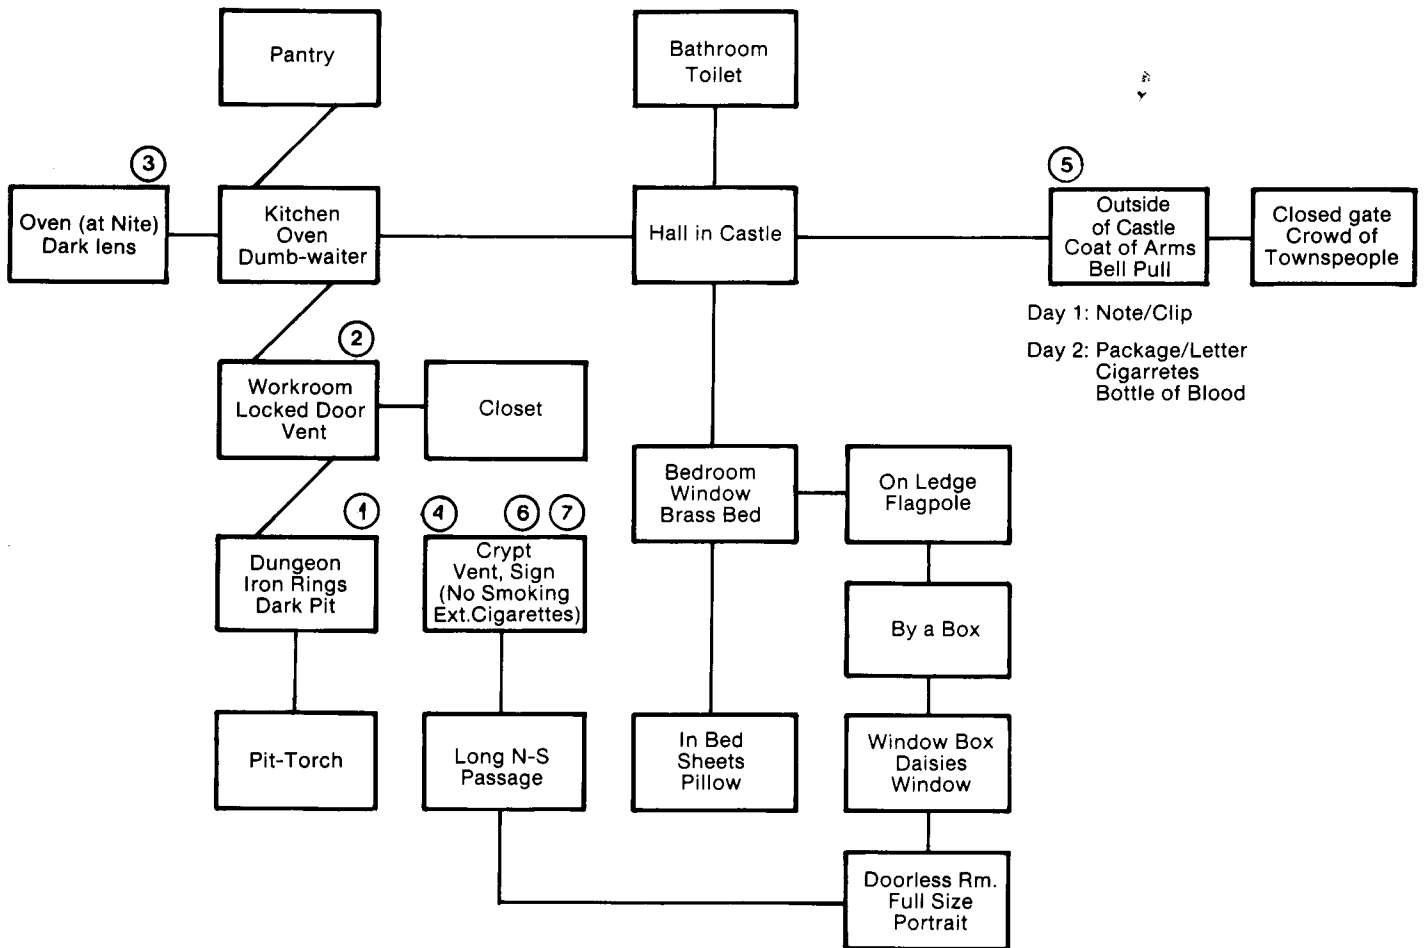 Pantry
Bathroom
Toilet
3
5
Oven (at Nite)
Dark lens
Kitchen
Oven
Dumb-waiter
Hall in Castle
Outside
of Castle
Coat of Arms
Bell Pull
Closed gate
Crowd of
Townspeople
Day 1: Note/Clip
Day 2: Package/Letter
Cigarretes
Bottle of Blood
2
Workroom
Locked Door
Vent
Closet
Bedroom
Window
Brass Bed
On Ledge
Flagpole
1
4
6
7
Dungeon
Iron Rings
Dark Pit
Crypt
Vent, Sign
(No Smoking
Ext.Cigarettes)
By a Box
Pit-Torch
Long N-S
Passage
In Bed
Sheets
Pillow
Window Box
Daisies
Window
Doorless Rm.
Full Size
Portrait